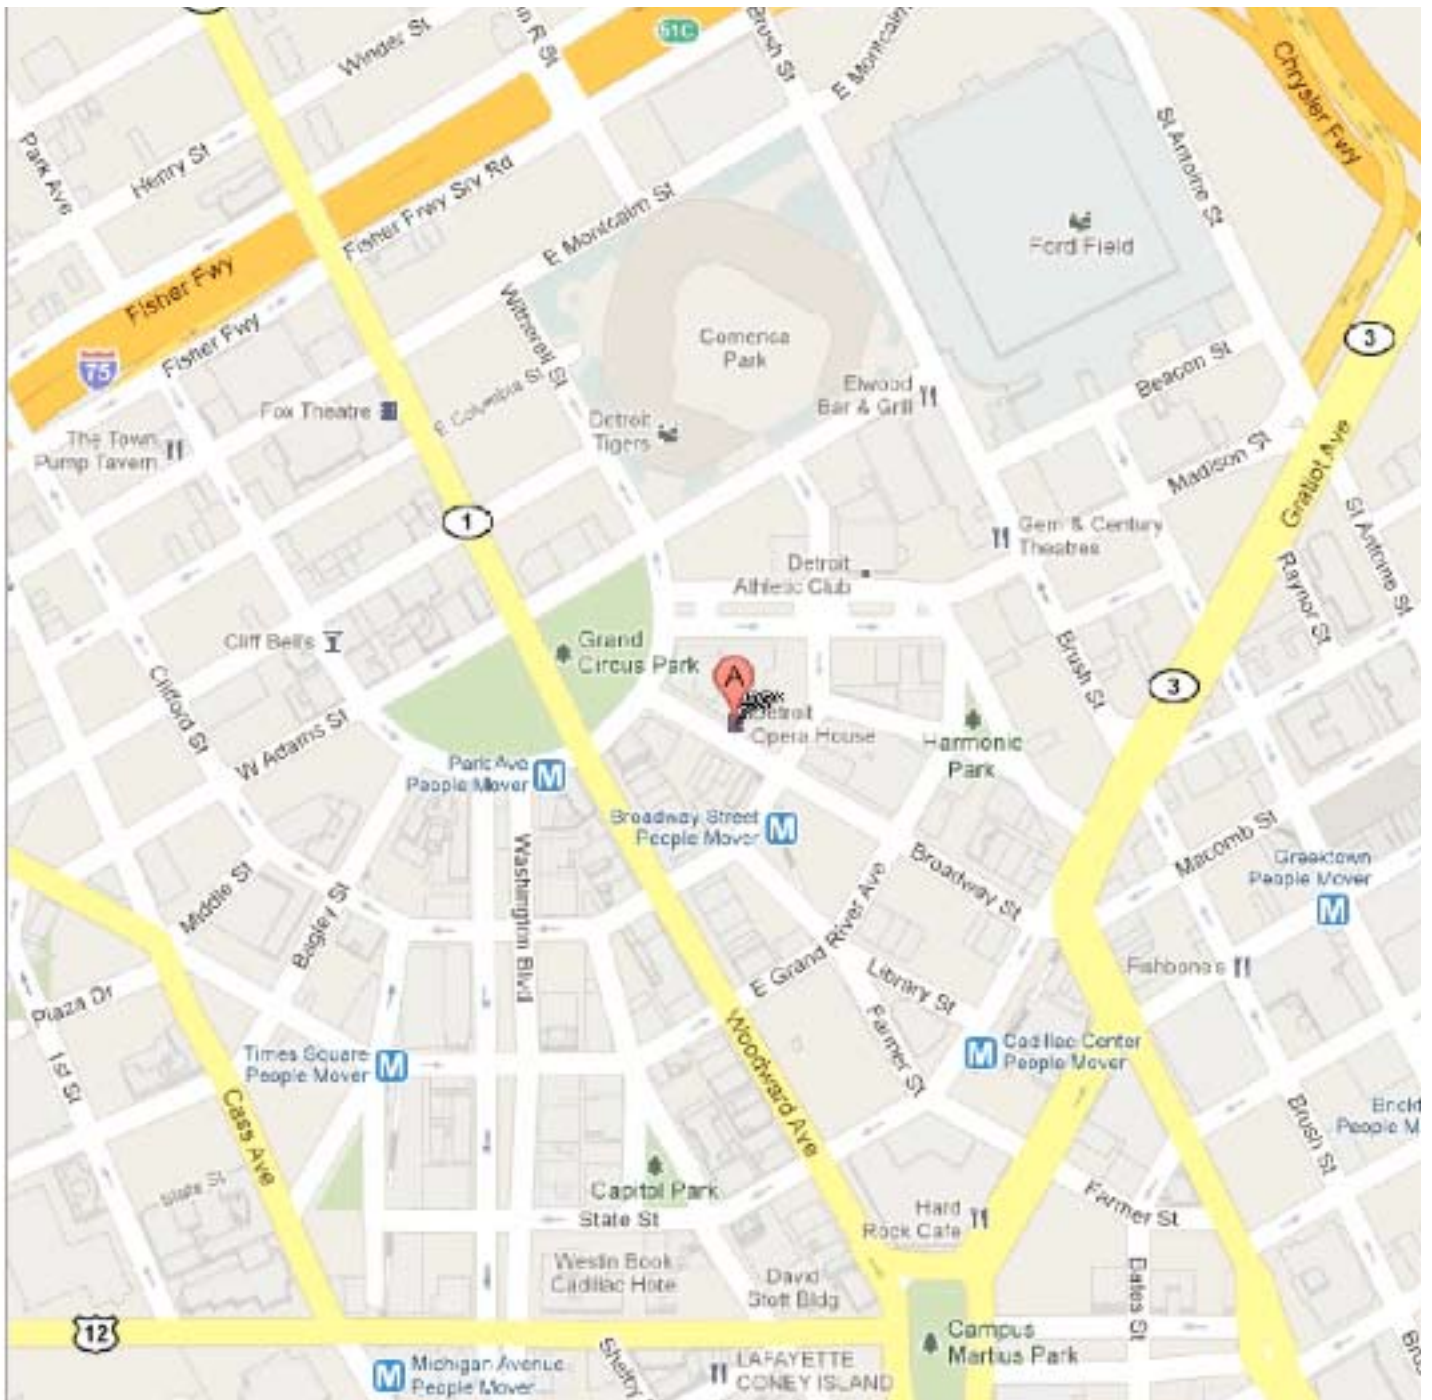 Winder St
51C
Brush St
E Montcalm
Chrysler Fwy
Park Ave
Henry St
Fisher Fwy Srv Rd
E Montcalm St
St Antoine St
Ford Field
Fisher Fwy
Fisher Fwy
75
Witherell St
Comerica
Park
3
Beacon St
Fox Theatre
E Columbia St
Elwood
Bar & Grill
The Town
Pump Tavern
Detroit
Tigers
Madison St
Gratiot Ave
1
St Antoine St
Gem & Century
Theatres
Detroit
Athletic Club
Raynor St
Cliff Bell's
Grand
Circus Park
Brush St
A
3
Clifford St
W Adams St
Detroit
Opera House
Harmonie
Park
Park Ave
People Mover
M
Broadway Street
People Mover
M
Washington Blvd
Macomb St
Middle St
Bagley St
Broadway St
Greektown
People Mover
M
E Grand River Ave
Library St
Fishbone's
Plaza Dr
1st St
Farmer St
Times Square
People Mover
M
Woodward Ave
M
Cadillac Center
People Mover
Cass Ave
Brush St
People M
State St
Capitol Park
State St
Hard
Rock Cafe
Farmer St
Westin Book
Cadillac Hote
David
Stott Bldg
Bates St
12
Campus
Martius Park
M
Michigan Avenue
People Mover
Shelby
LAFAYETTE
CONEY ISLAND